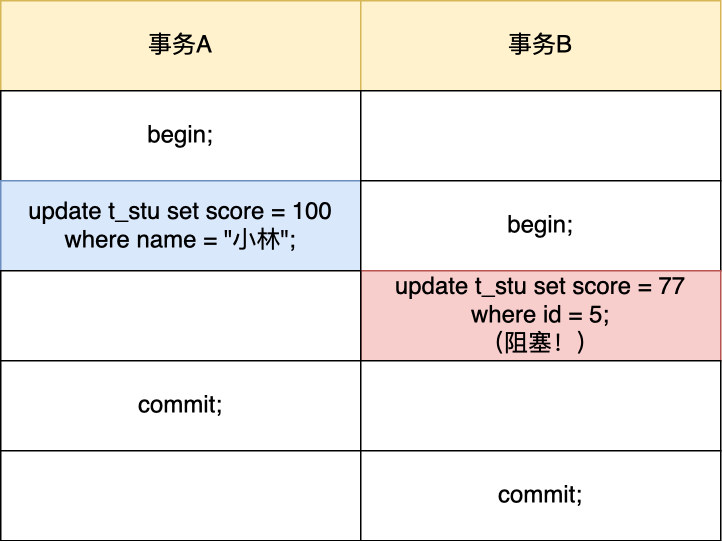 事务A
事务B
begin;
update t_stu set score = 100
where name = "小林";
begin;
update t_stu set score = 77
where id = 5;
（阻塞！）
commit;
commit;